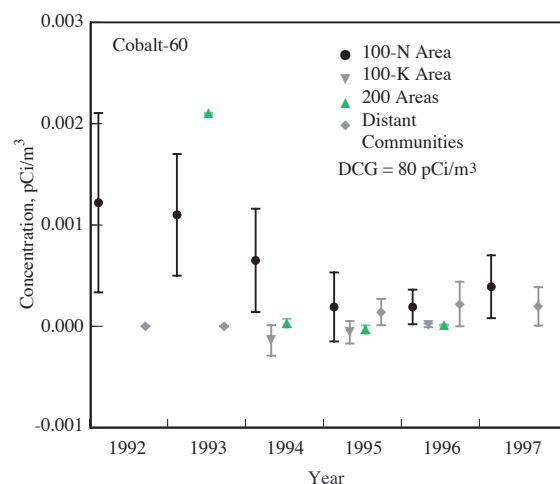 0.003
Cobalt-60
100-N Area
100-K Area
200 Areas
Distant
Communities
DCG = 80 pCi/m³
0.002
0.001
0.000
-0.001
Concentration, pCi/m³
1992 1993 1994 1995 1996 1997
Year